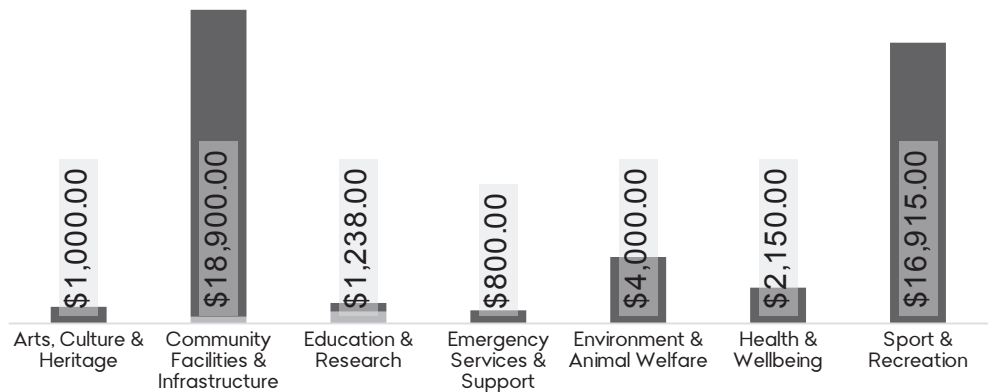 $1,000.00
$18,900.00
$1,238.00
$800.00
$4,000.00
$2,150.00
$16,915.00
Arts, Culture &
Heritage
Community
Facilities &
Infrastructure
Education &
Research
Emergency
Services &
Support
Environment &
Animal Welfare
Health &
Wellbeing
Sport &
Recreation